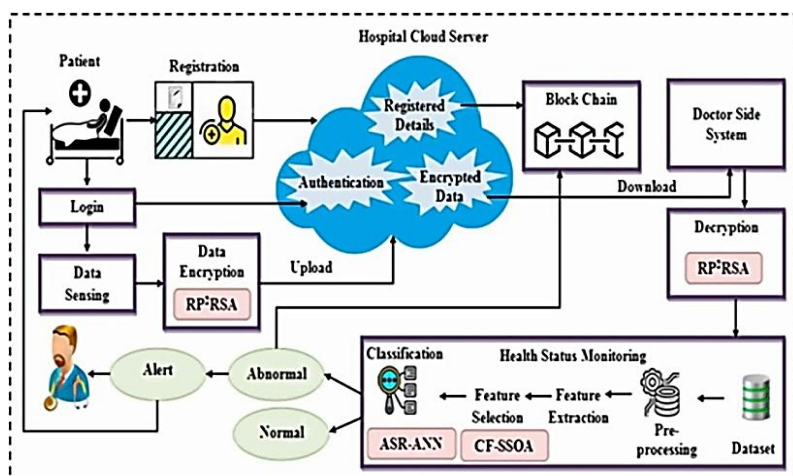 Hospital Cloud Server
Patient
Registration
Registered
Details
Block Chain
Doctor Side
System
Authentication
Encrypted
Data
Download
Login
Data
Sensing
Data
Encryption
RP²RSA
Upload
Decryption
RP²RSA
Classification
Health Status Monitoring
Alert
Abnormal
Normal
Feature
Selection
Feature
Extraction
Pre-
processing
Dataset
ASR-ANN
CF-SSOA